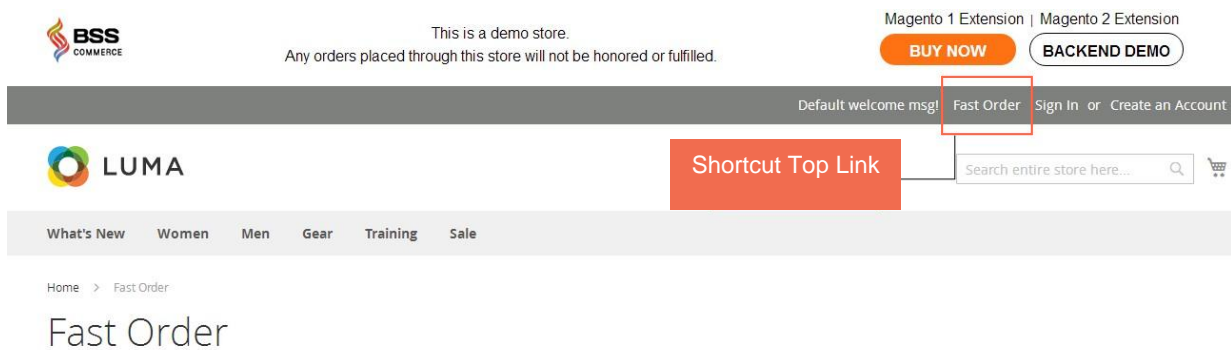 BSS
COMMERCE
This is a demo store.
Any orders placed through this store will not be honored or fulfilled.
Magento 1 Extension | Magento 2 Extension
BUY NOW BACKEND DEMO
Default welcome msg! Fast Order Sign In or Create an Account
LUMA
Shortcut Top Link
Search entire store here...
What's New Women Men Gear Training Sale
Home > Fast Order
Fast Order